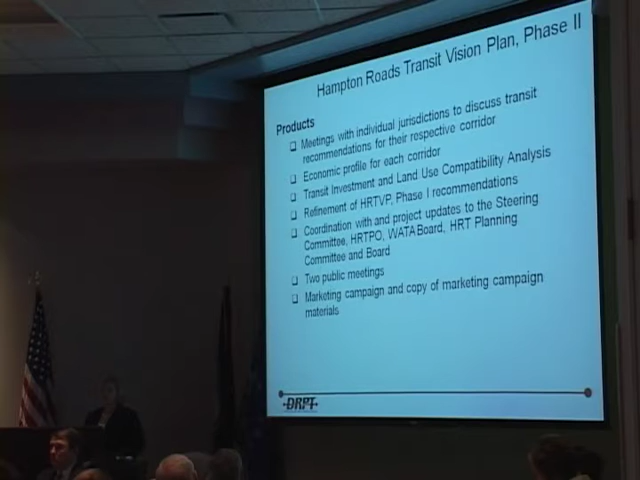 Hampton Roads Transit Vision Plan, Phase II
Products
Meetings with individual jurisdictions to discuss transit
recommendations for their respective corridor
Economic profile for each corridor
Transit Investment and Land Use Compatibility Analysis
Refinement of HRTVP, Phase I recommendations
Coordination with and project updates to the Steering
Committee, HRTPO, WATA Board, HRT Planning
Committee and Board
Two public meetings
Marketing campaign and copy of marketing campaign
materials
DRPT